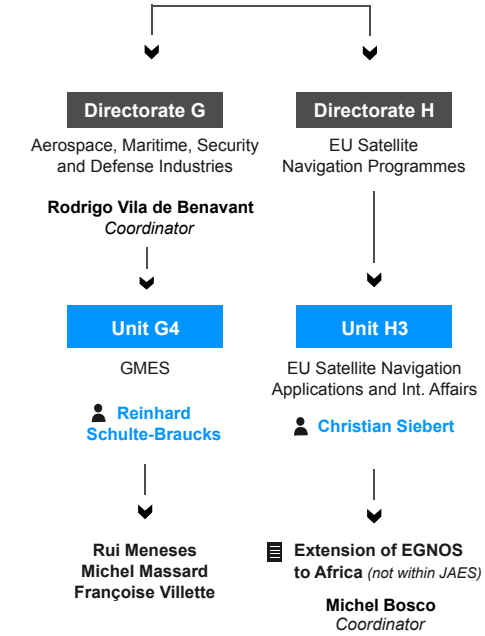 Directorate G
Aerospace, Maritime, Security
and Defense Industries
Rodrigo Vila de Benavant
Coordinator
Unit G4
GMES
Reinhard
Schulte-Braucks
Rui Meneses
Michel Massard
Françoise Villette
Directorate H
EU Satellite
Navigation Programmes
Unit H3
EU Satellite Navigation
Applications and Int. Affairs
Christian Siebert
Extension of EGNOS
to Africa (not within JAES)
Michel Bosco
Coordinator